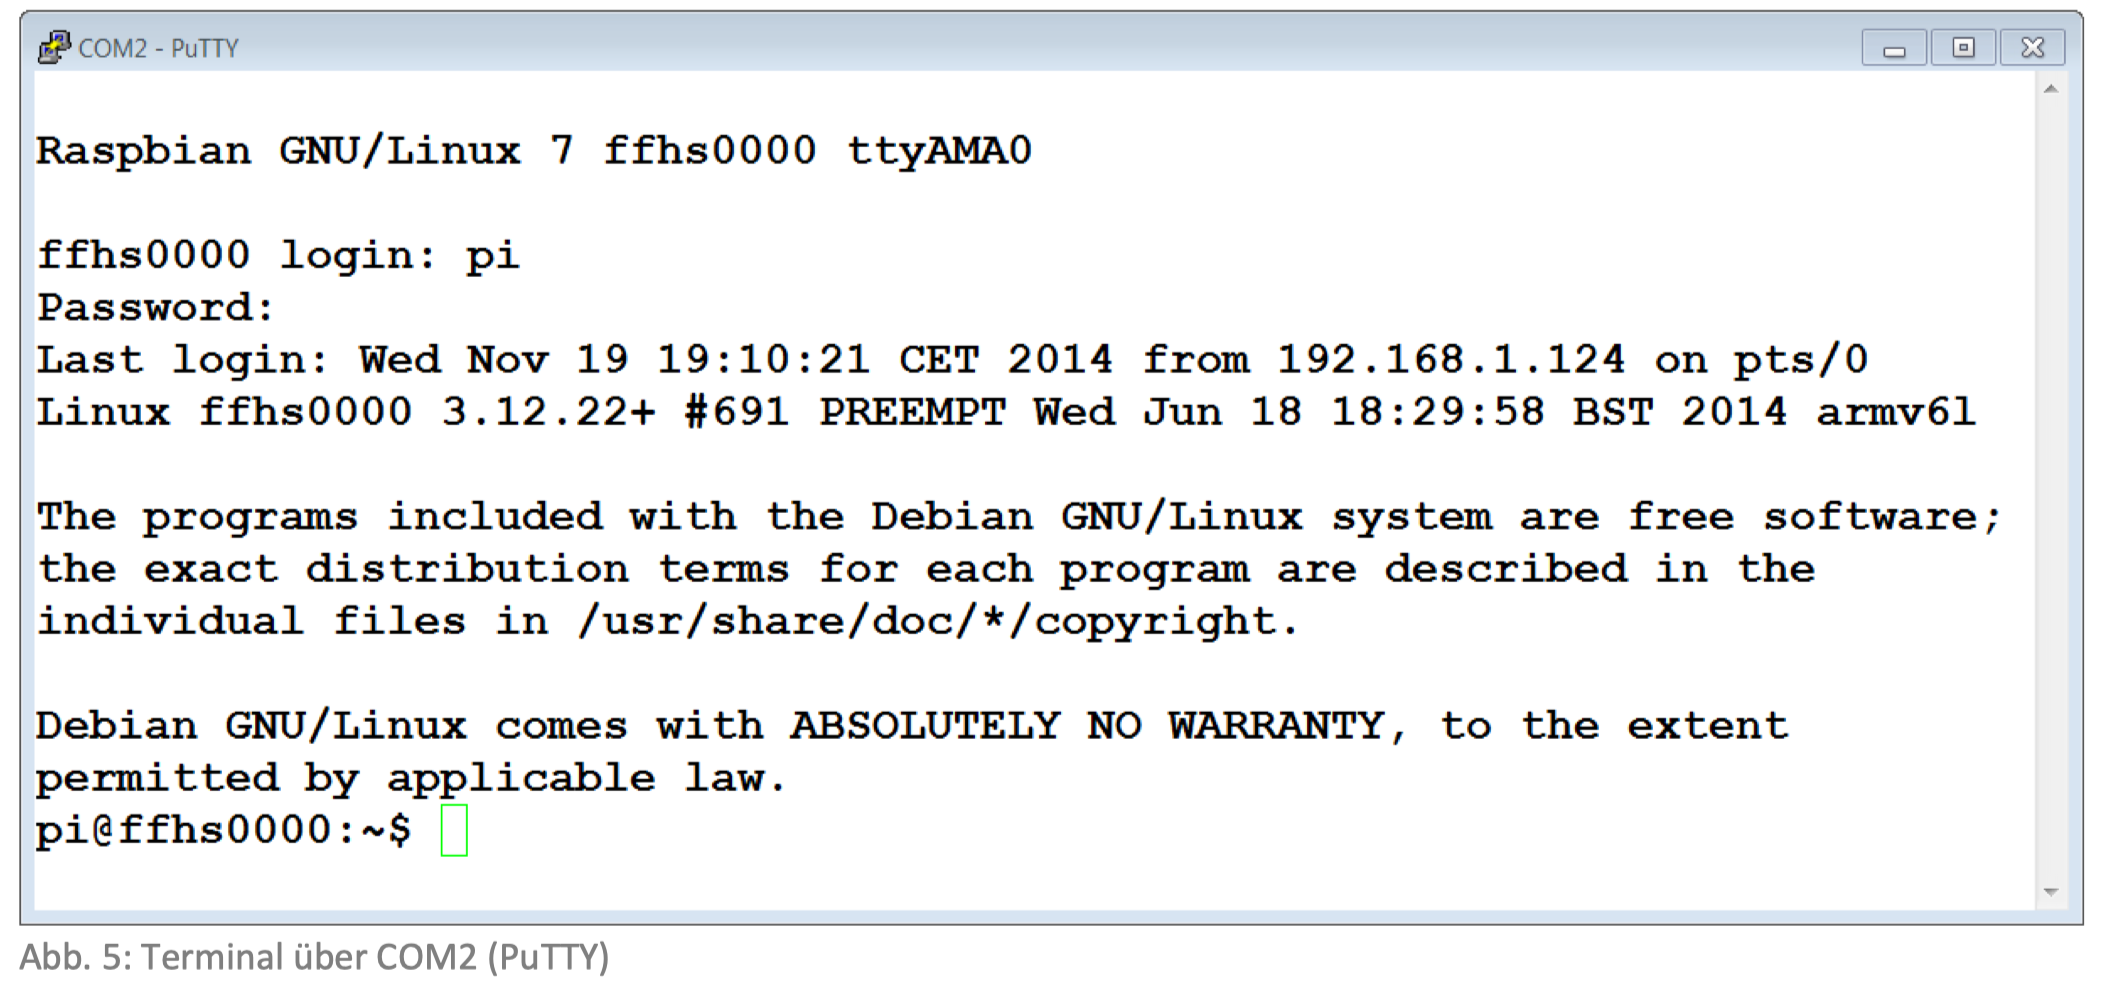 COM2 - PuTTY
Raspbian GNU/Linux 7 ffhs0000 ttyAMA0
ffhs0000 login: pi
Password:
Last login: Wed Nov 19 19:10:21 CET 2014 from 192.168.1.124 on pts/0
Linux ffhs0000 3.12.22+ #691 PREEMPT Wed Jun 18 18:29:58 BST 2014 armv6l
The programs included with the Debian GNU/Linux system are free software;
the exact distribution terms for each program are described in the
individual files in /usr/share/doc/*/copyright.
Debian GNU/Linux comes with ABSOLUTELY NO WARRANTY, to the extent
permitted by applicable law.
pi@ffhs0000:~$
Abb. 5: Terminal über COM2 (PuTTY)